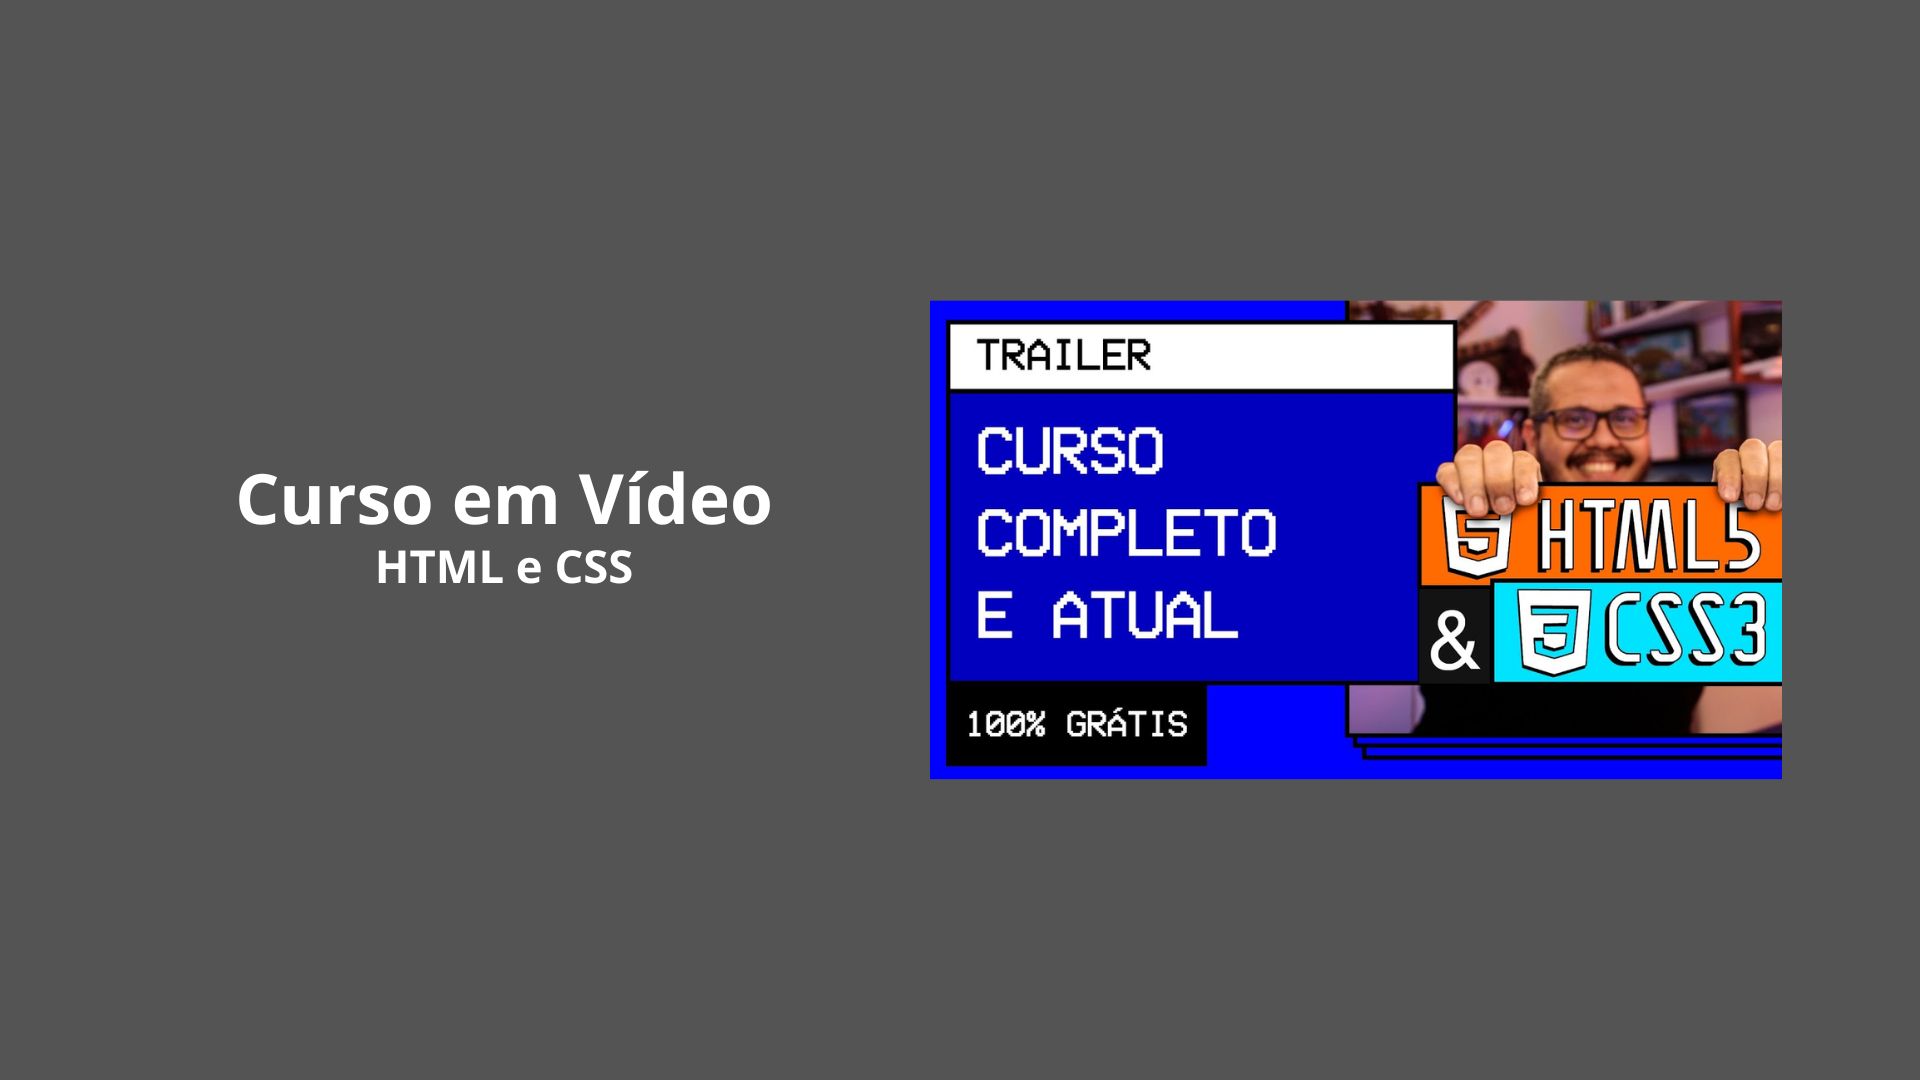 Curso em Vídeo
HTML e CSS
TRAILER
CURSO
COMPLETO
E ATUAL
100% GRÁTIS
HTML5
& CSS3